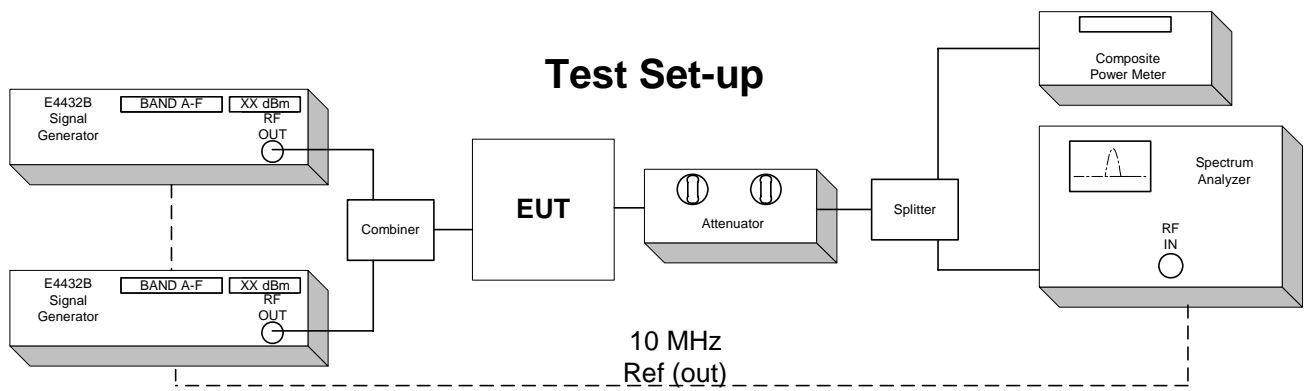 Test Set-up
E4432B
Signal
Generator
BAND A-F
XX dBm
RF
OUT
E4432B
Signal
Generator
BAND A-F
XX dBm
RF
OUT
Combiner
EUT
Attenuator
Splitter
Composite
Power Meter
Spectrum
Analyzer
RF
IN
10 MHz
Ref (out)